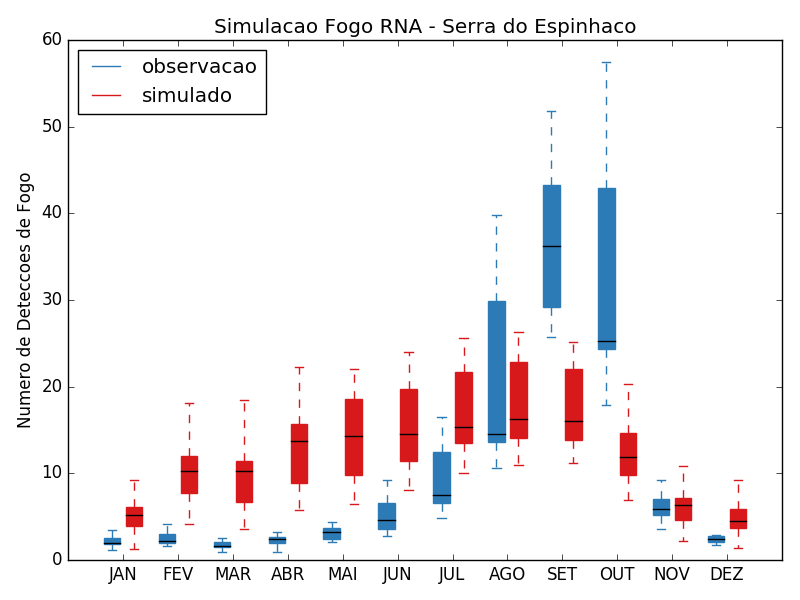 Simulacao Fogo RNA - Serra do Espinhaco
observacao
simulado
Numero de Deteccoes de Fogo
60
50
40
30
20
10
0
JAN FEV MAR ABR MAI JUN JUL AGO SET OUT NOV DEZ